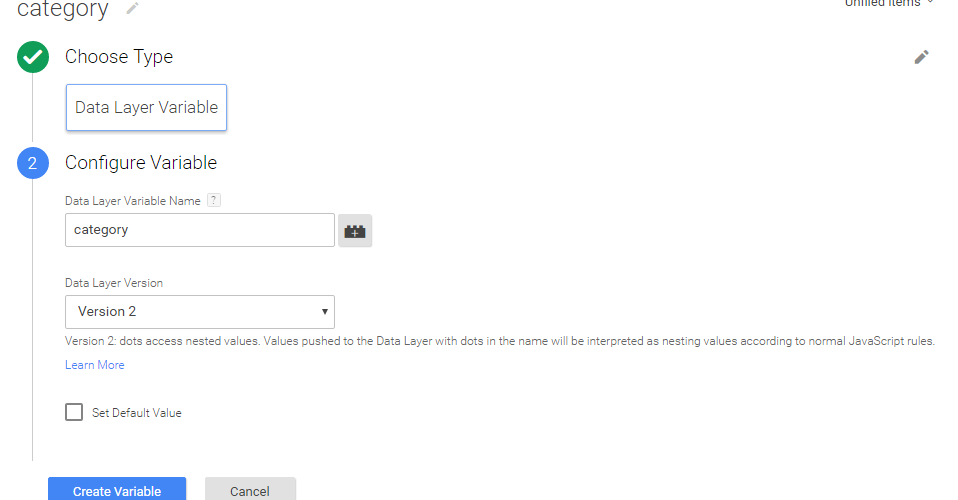 category
Unified Items
Choose Type
Data Layer Variable
2
Configure Variable
Data Layer Variable Name ?
category
Data Layer Version
Version 2
Version 2: dots access nested values. Values pushed to the Data Layer with dots in the name will be interpreted as nesting values according to normal JavaScript rules.
Learn More
Set Default Value
Create Variable Cancel